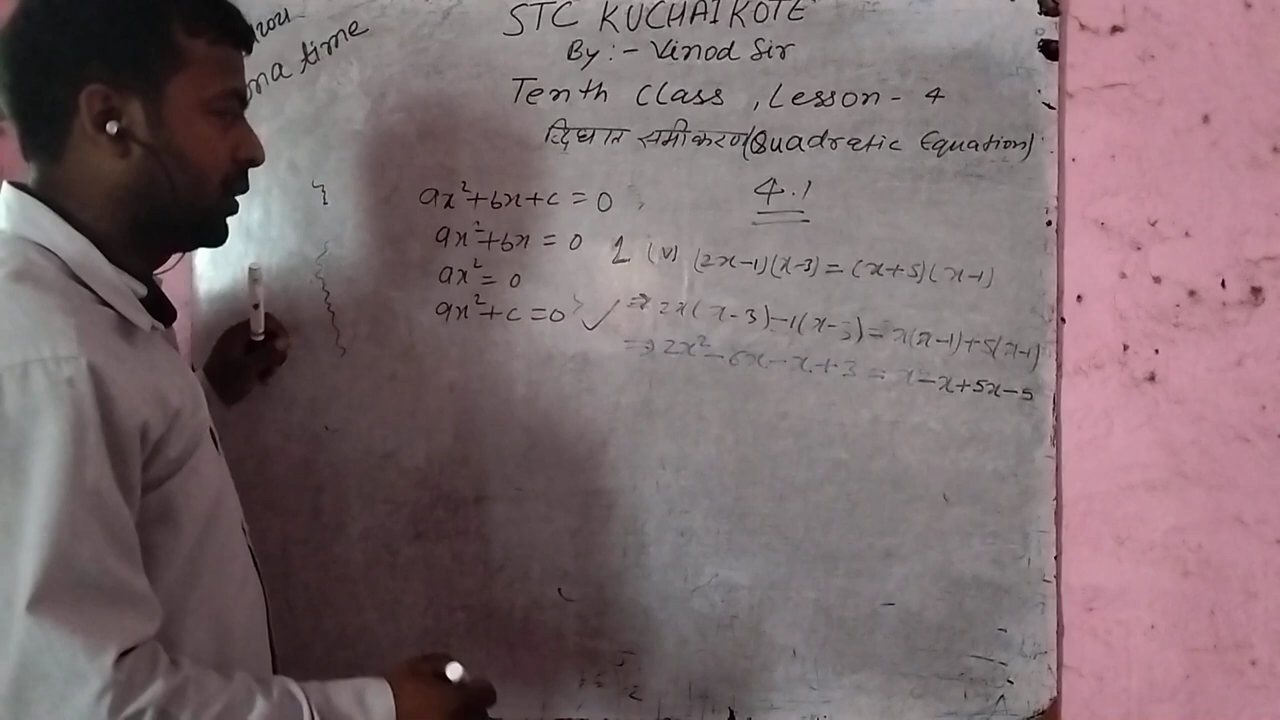 STC KUCHAIKOTE
By :- Vinod Sir
ma time
Tenth Class , Lesson - 4
द्विघात समीकरण (Quadratic Equation)
4.1
ax²+bx+c = 0
ax²+bx = 0
ax² = 0
ax²+c = 0 ✓
1 (v) (2x-1)(x-3) = (x+5)(x-1)
⇒ 2x(x-3)-1(x-3) = x(x-1)+5(x-1)
⇒ 2x²-6x-x+3 = x-x+5x-5